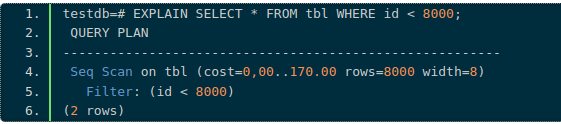 1. testdb=# EXPLAIN SELECT * FROM tbl WHERE id < 8000;
2. QUERY PLAN
3. --------------------------------------------------------
4. Seq Scan on tbl (cost=0,00..170.00 rows=8000 width=8)
5. Filter: (id < 8000)
6. (2 rows)